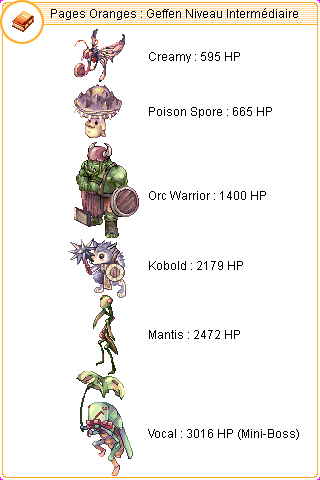 Pages Oranges : Geffen Niveau Intermédiaire
Creamy : 595 HP
Poison Spore : 665 HP
Orc Warrior : 1400 HP
Kobold : 2179 HP
Mantis : 2472 HP
Vocal : 3016 HP (Mini-Boss)